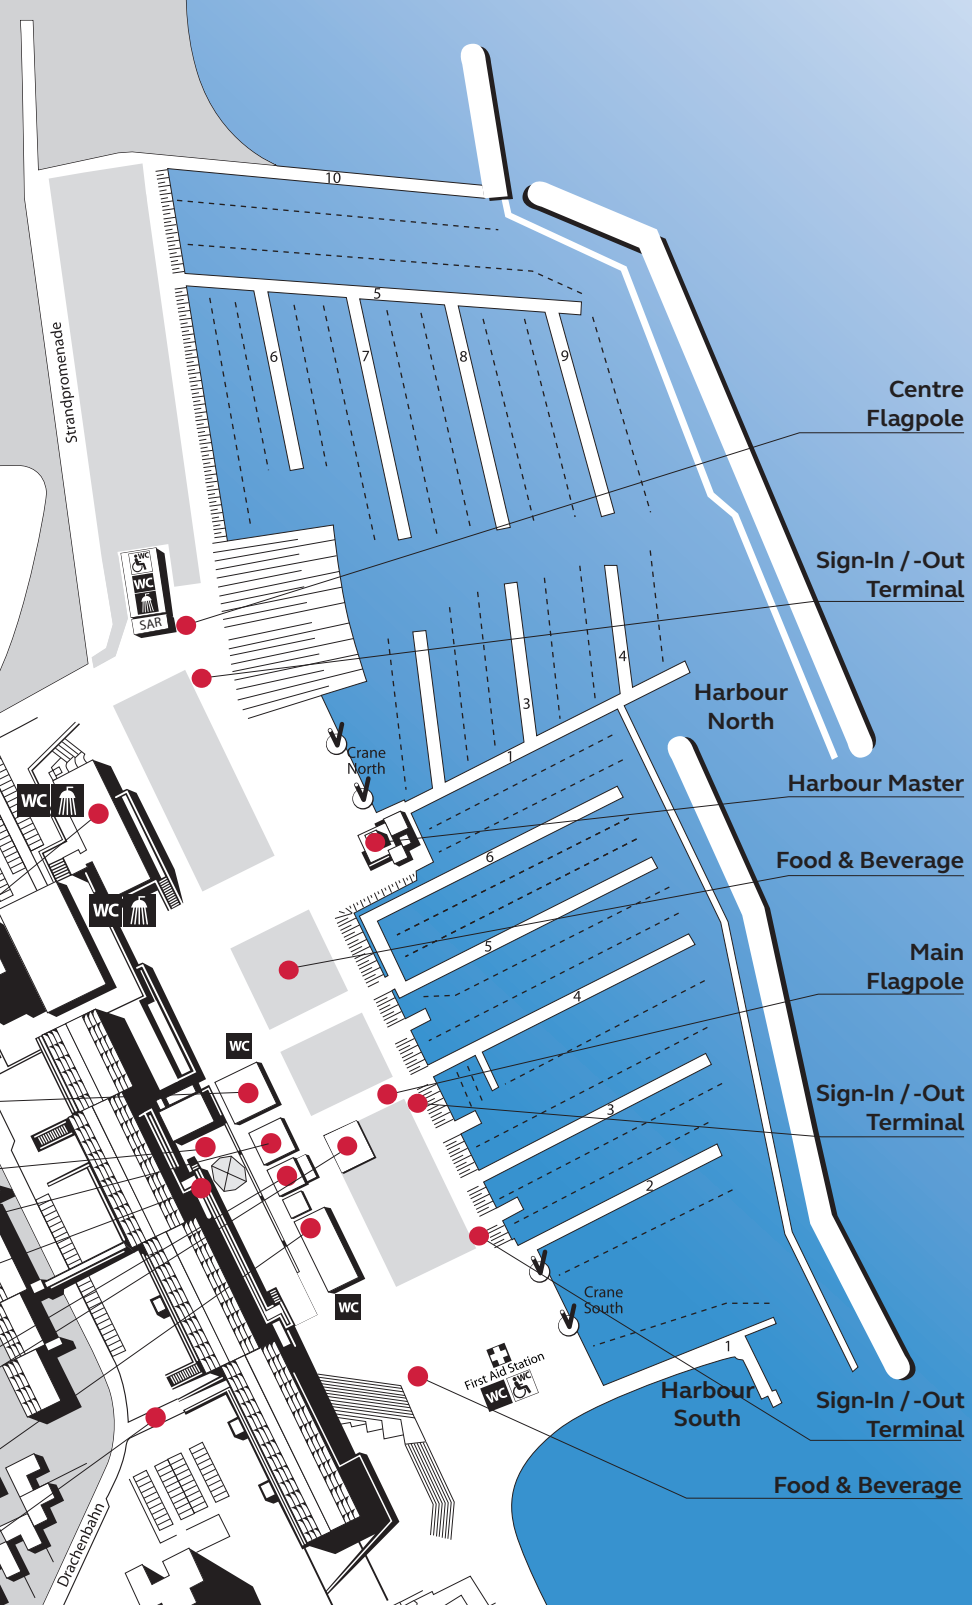 10
5
6
7
8
9
Strandpromenade
Centre
Flagpole
WC
WC
SAR
Sign-In / -Out
Terminal
4
3
1
Harbour
North
Crane
North
Harbour Master
WC
6
Food & Beverage
WC
5
Main
Flagpole
4
WC
Sign-In / -Out
Terminal
3
2
Crane
South
WC
1
First Aid Station
WC
WC
Harbour
South
Sign-In / -Out
Terminal
Food & Beverage
Drachenbahn